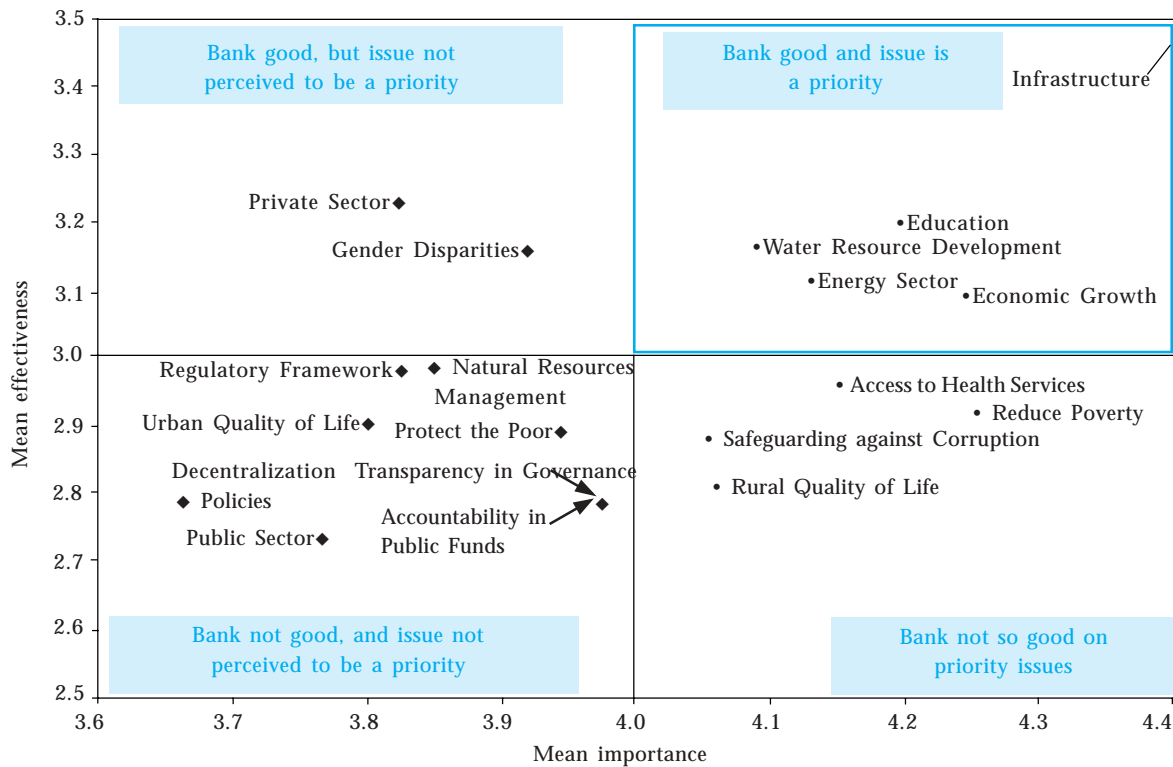 3.5
Bank good, but issue not
perceived to be a priority
Bank good and issue is
a priority
Infrastructure
3.4
3.3
Private Sector
3.2
Gender Disparities
Education
Water Resource Development
Energy Sector
3.1
Economic Growth
Mean effectiveness
3.0
Regulatory Framework
Natural Resources
Management
Access to Health Services
Reduce Poverty
2.9
Urban Quality of Life
Protect the Poor
Safeguarding against Corruption
Decentralization
Policies
Transparency in Governance
2.8
Rural Quality of Life
Accountability in
Public Funds
Public Sector
2.7
2.6
Bank not good, and issue not
perceived to be a priority
Bank not so good on
priority issues
2.5
3.6 3.7 3.8 3.9 4.0 4.1 4.2 4.3 4.4
Mean importance